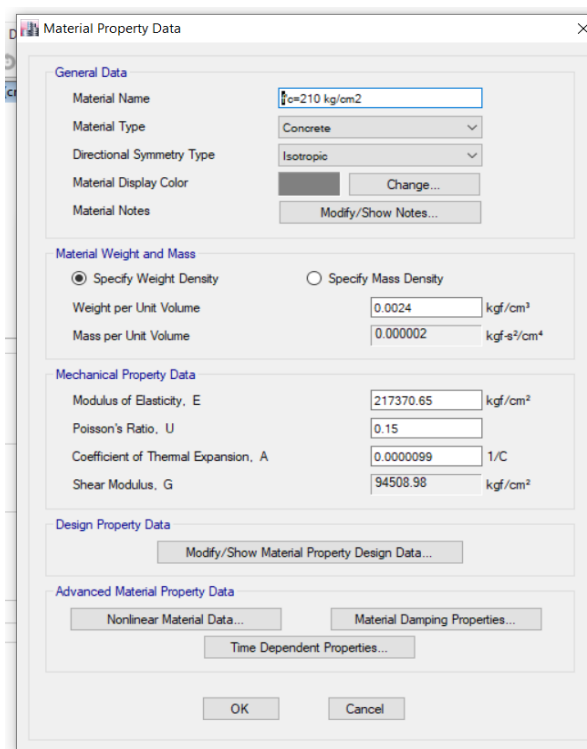 Material Property Data
General Data
Material Name f'c=210 kg/cm2
Material Type Concrete
Directional Symmetry Type Isotropic
Material Display Color Change...
Material Notes Modify/Show Notes...
Material Weight and Mass
Specify Weight Density Specify Mass Density
Weight per Unit Volume 0.0024 kgf/cm³
Mass per Unit Volume 0.000002 kgf-s²/cm⁴
Mechanical Property Data
Modulus of Elasticity, E 217370.65 kgf/cm²
Poisson's Ratio, U 0.15
Coefficient of Thermal Expansion, A 0.0000099 1/C
Shear Modulus, G 94508.98 kgf/cm²
Design Property Data
Modify/Show Material Property Design Data...
Advanced Material Property Data
Nonlinear Material Data... Material Damping Properties...
Time Dependent Properties...
OK Cancel